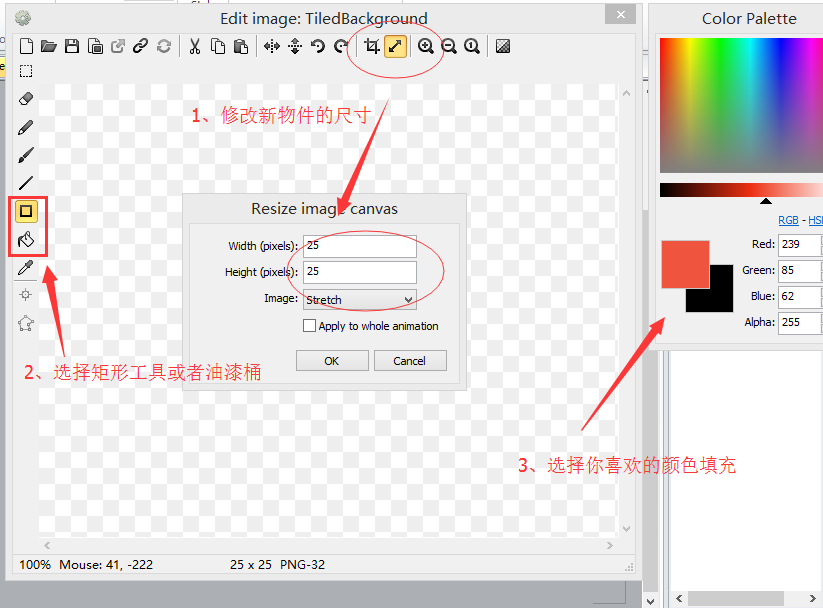 Edit image: TiledBackground
Color Palette
1、修改新物件的尺寸
Resize image canvas
Width (pixels): 25
Height (pixels): 25
Image: Stretch
Apply to whole animation
OK Cancel
RGB - HSL
Red: 239
Green: 85
Blue: 62
Alpha: 255
2、选择矩形工具或者油漆桶
3、选择你喜欢的颜色填充
100% Mouse: 41, -222 25 x 25 PNG-32